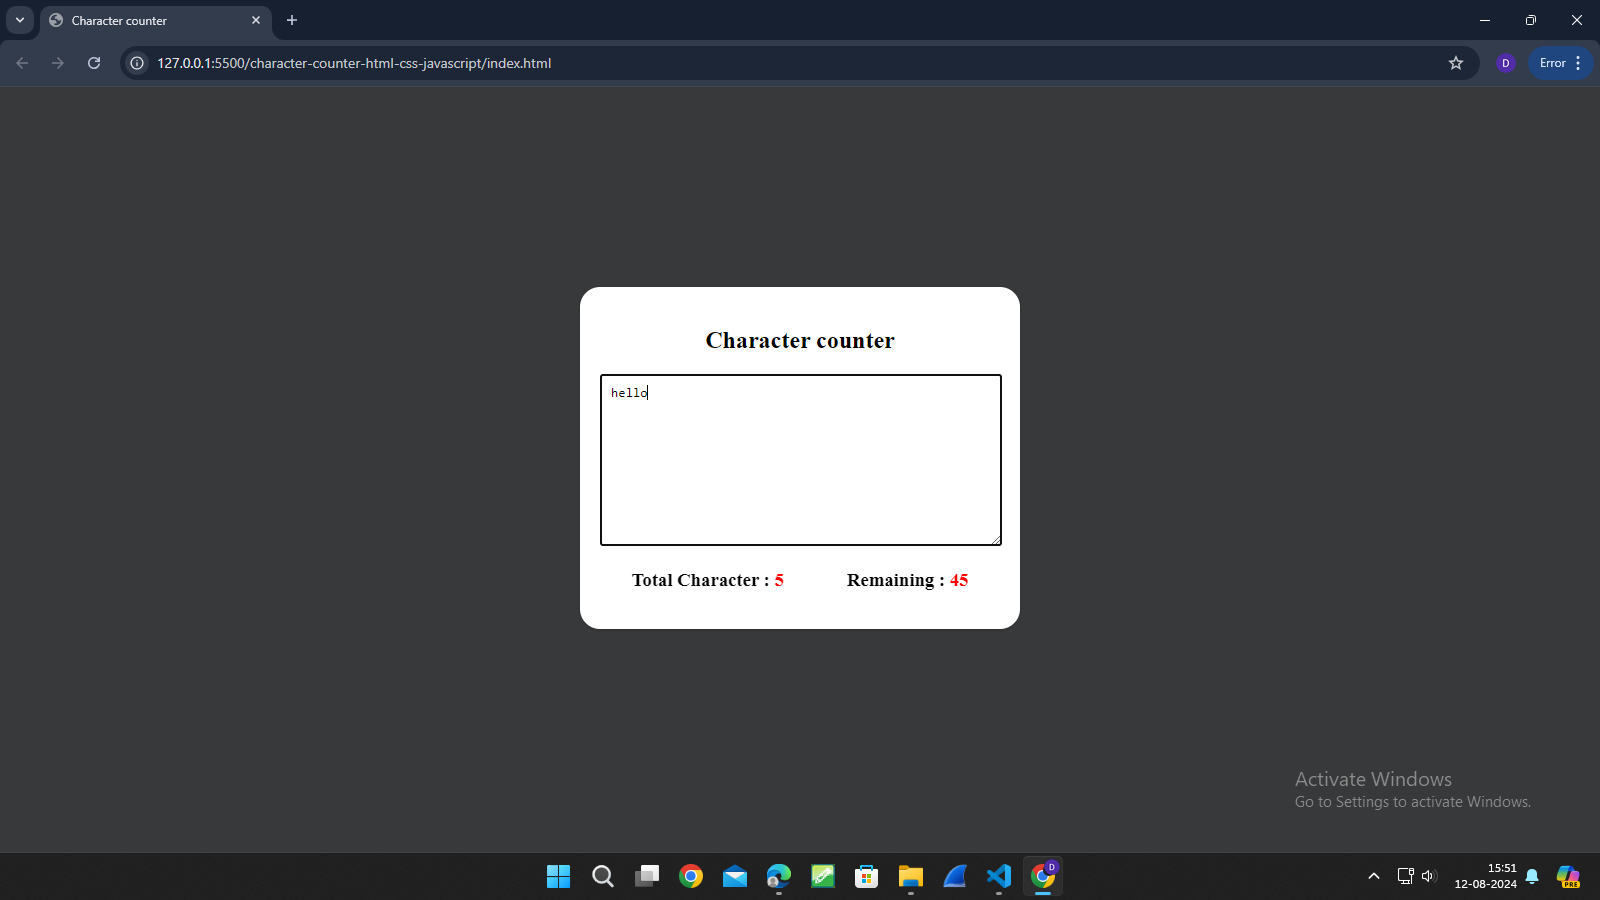 Character counter
127.0.0.1:5500/character-counter-html-css-javascript/index.html
D
Error
Character counter
hello
Total Character : 5
Remaining : 45
Activate Windows
Go to Settings to activate Windows.
D
15:51
12-08-2024
PRE